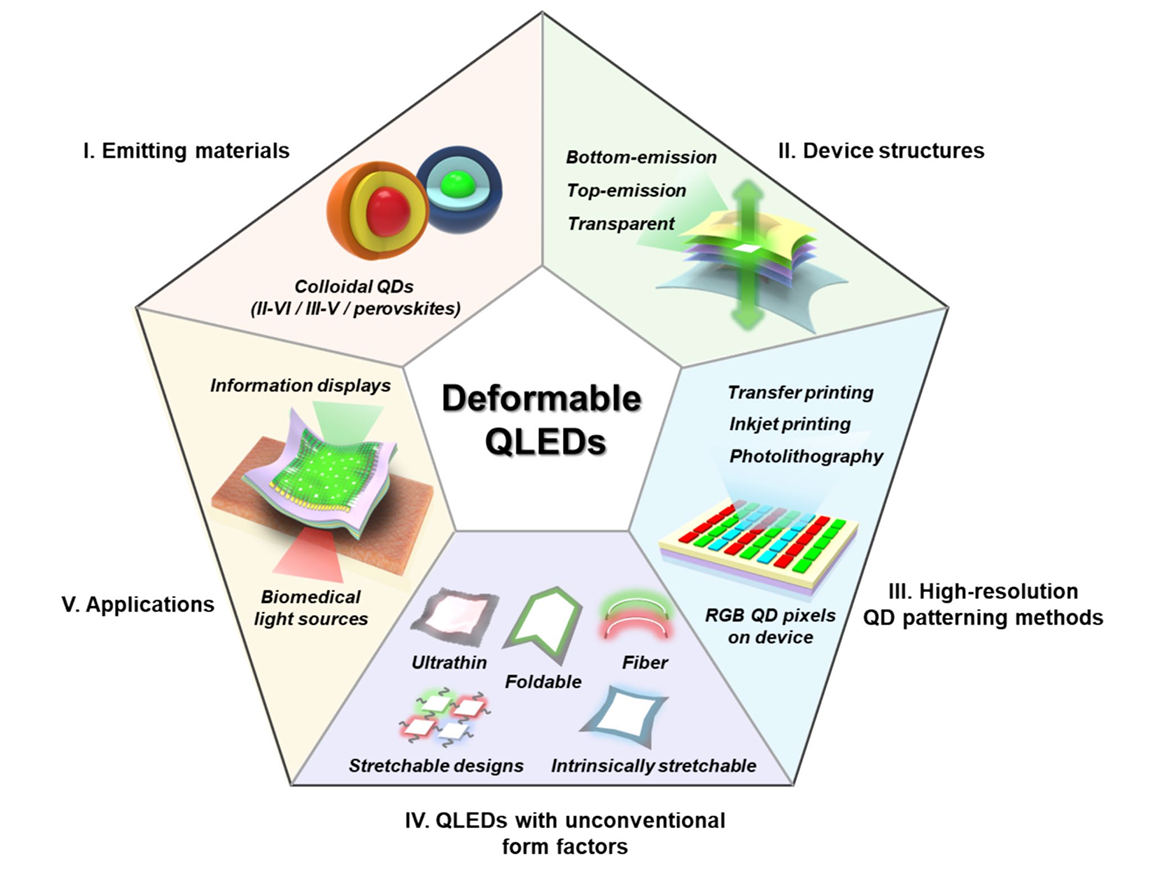 I. Emitting materials
Colloidal QDs
(II-VI / III-V / perovskites)
II. Device structures
Bottom-emission
Top-emission
Transparent
Deformable
QLEDs
Transfer printing
Inkjet printing
Photolithography
RGB QD pixels
on device
III. High-resolution
QD patterning methods
Ultrathin
Foldable
Fiber
Stretchable designs
Intrinsically stretchable
IV. QLEDs with unconventional
form factors
Information displays
Biomedical
light sources
V. Applications